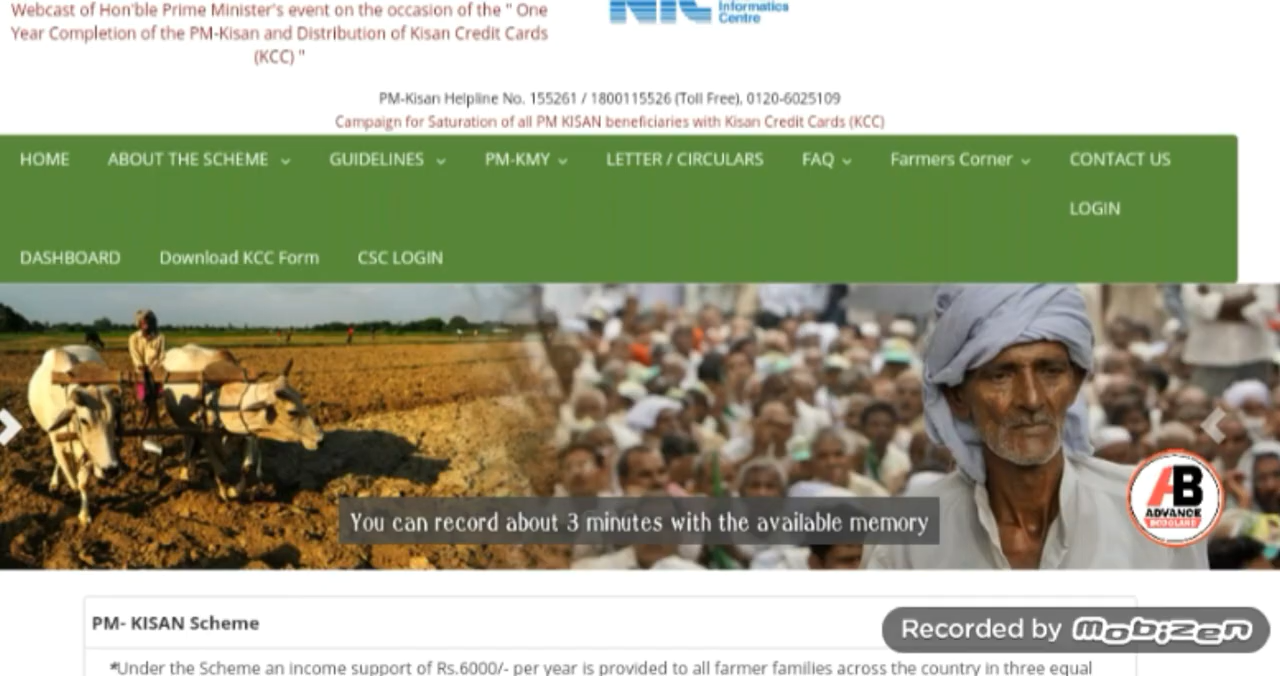 Webcast of Hon'ble Prime Minister's event on the occasion of the " One
Year Completion of the PM-Kisan and Distribution of Kisan Credit Cards
(KCC) "
NIC Informatics
Centre
PM-Kisan Helpline No. 155261 / 1800115526 (Toll Free), 0120-6025109
Campaign for Saturation of all PM KISAN beneficiaries with Kisan Credit Cards (KCC)
HOME ABOUT THE SCHEME GUIDELINES PM-KMY LETTER / CIRCULARS FAQ Farmers Corner CONTACT US
LOGIN
DASHBOARD Download KCC Form CSC LOGIN
AB
ADVANCE
BODOLAND
You can record about 3 minutes with the available memory
PM- KISAN Scheme
Recorded by Mobizen
*Under the Scheme an income support of Rs.6000/- per year is provided to all farmer families across the country in three equal